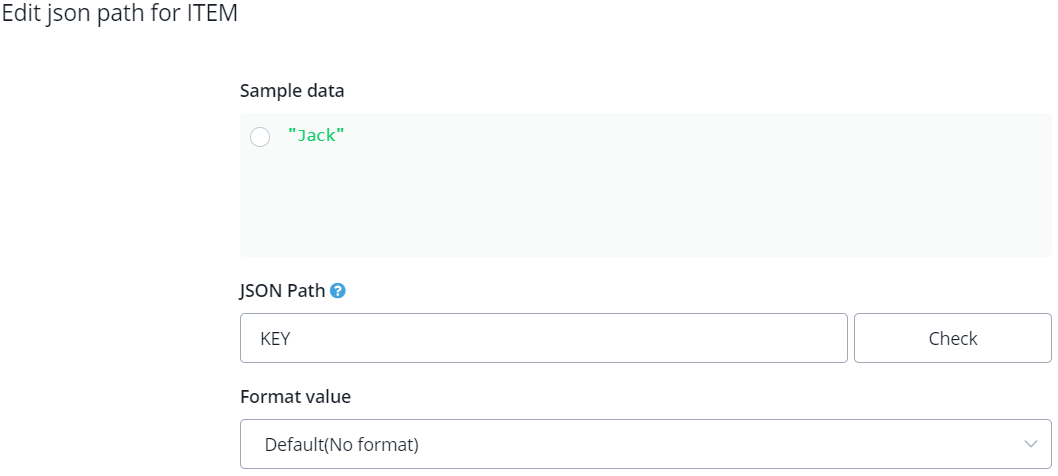 Edit json path for ITEM
Sample data
"Jack"
JSON Path ?
KEY
Check
Format value
Default(No format)